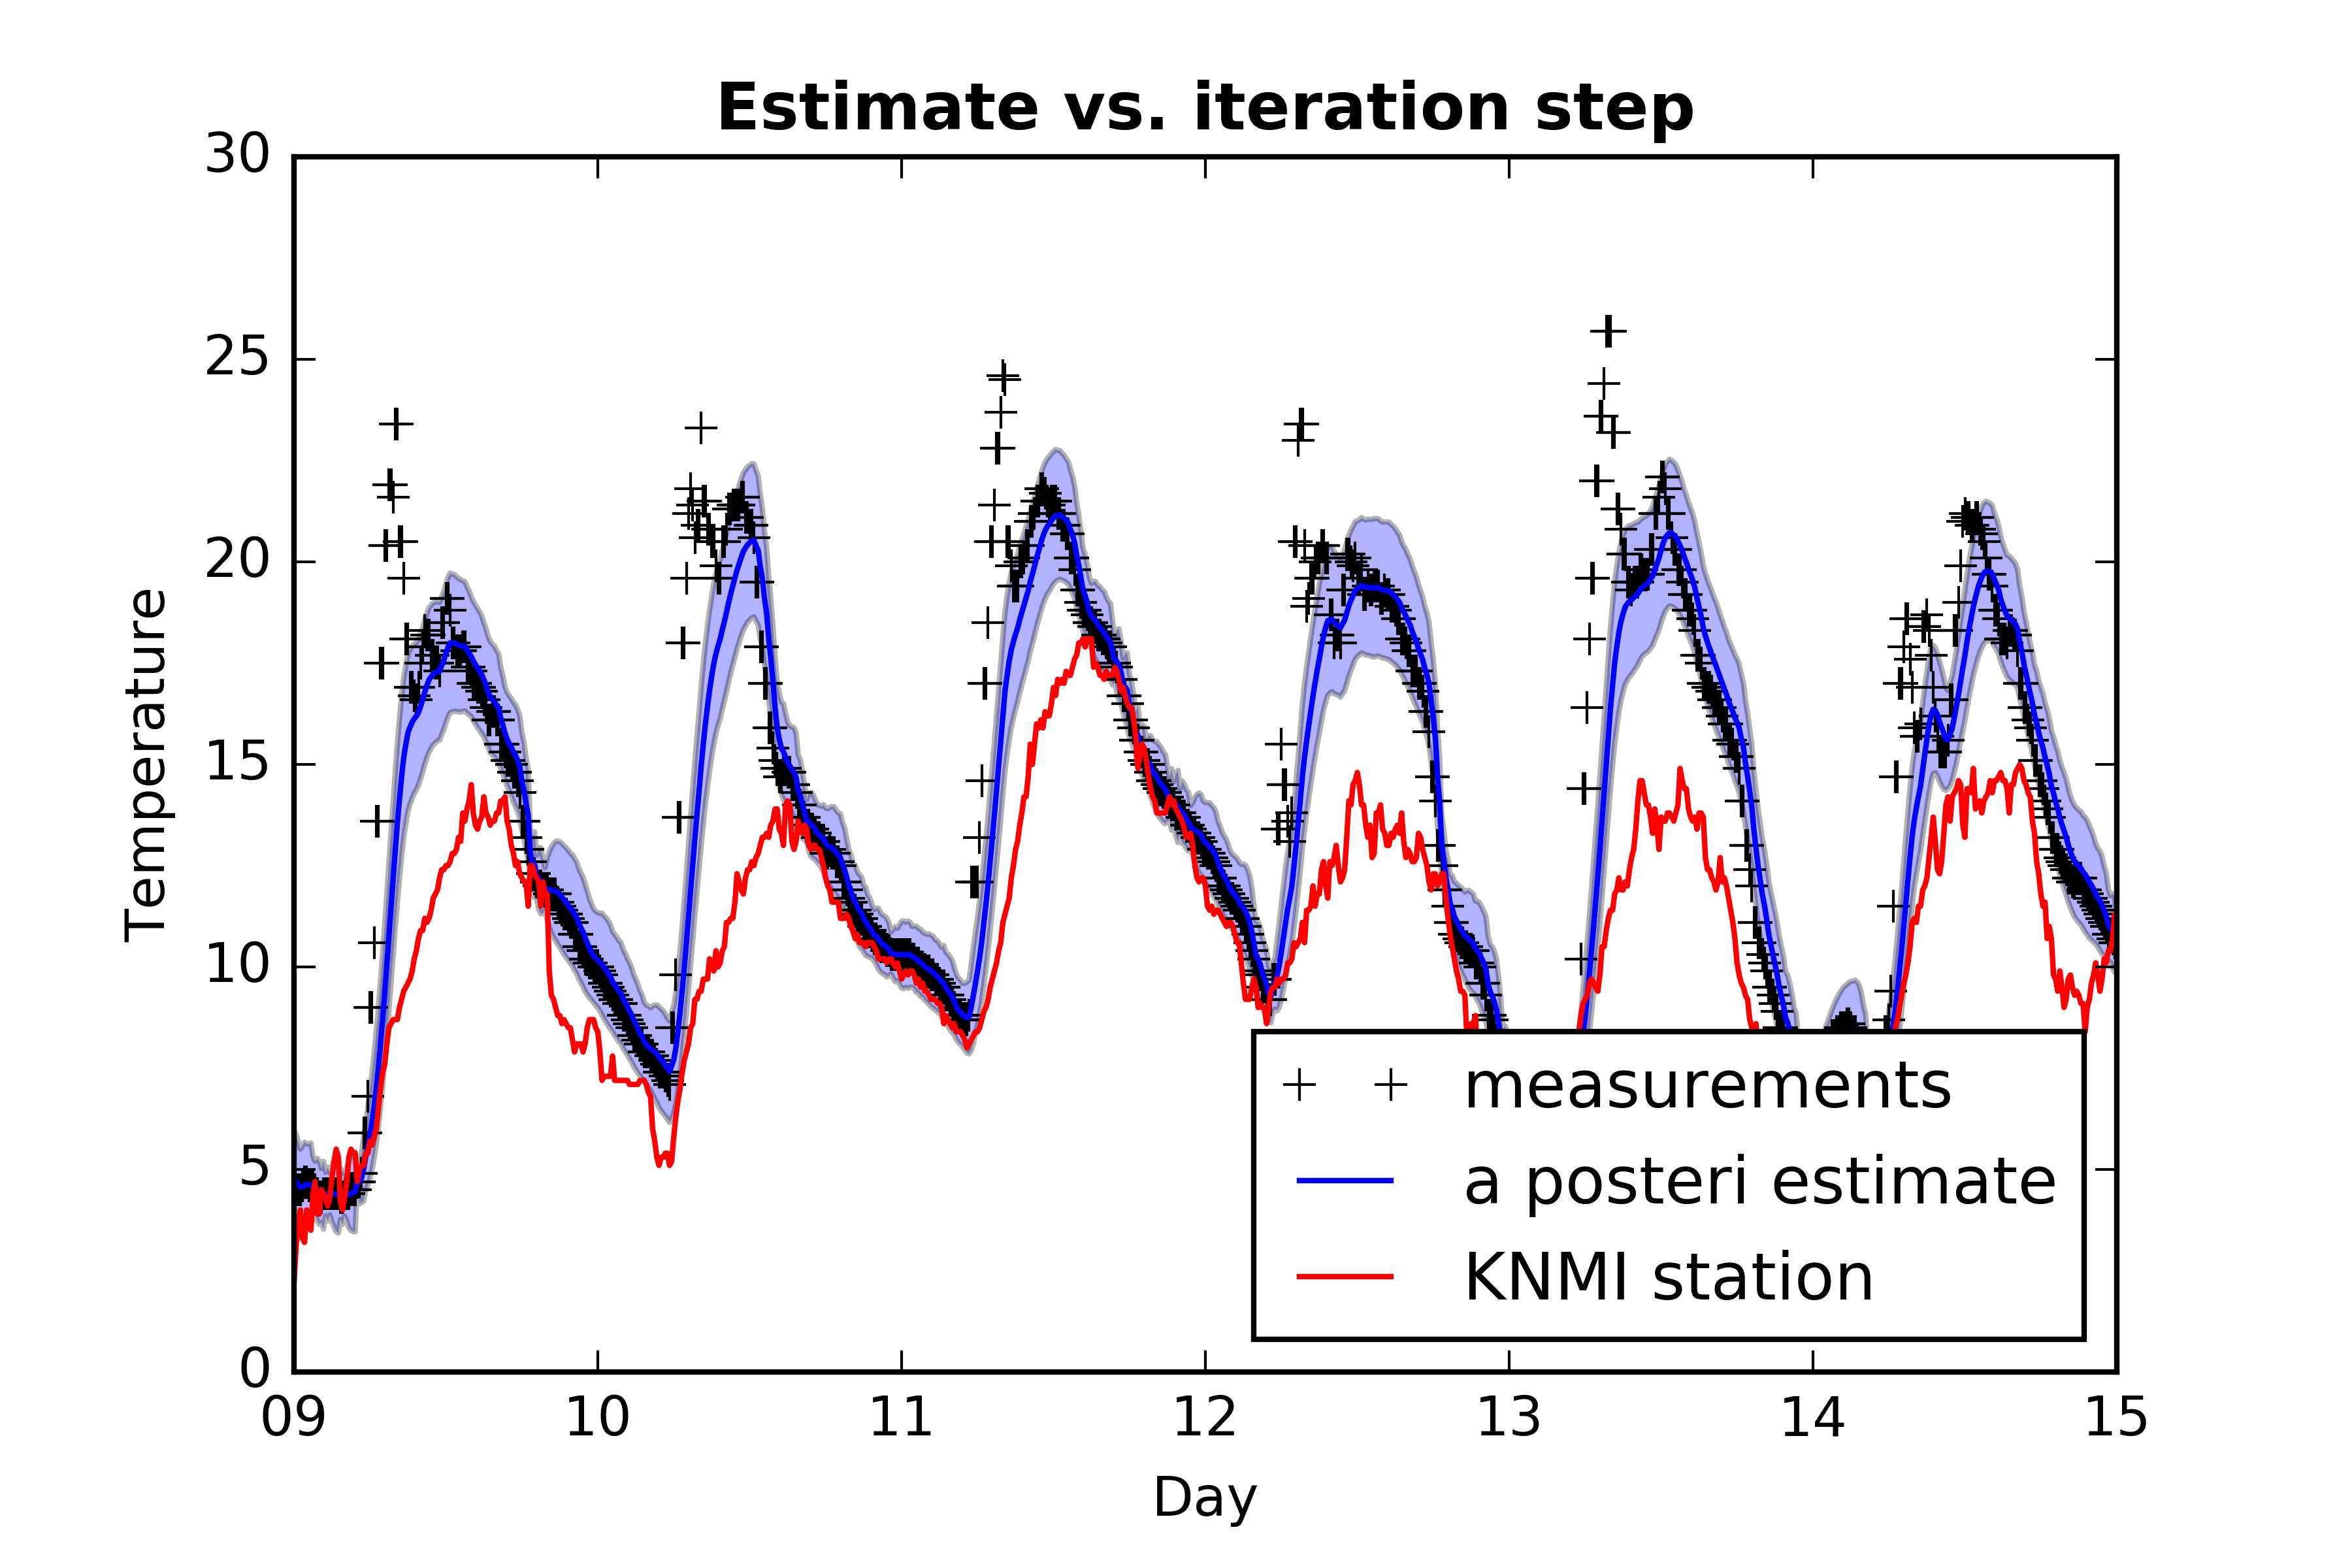 Estimate vs. iteration step
30
25
20
15
10
5
0
Temperature
09 10 11 12 13 14 15
Day
measurements
a posteri estimate
KNMI station